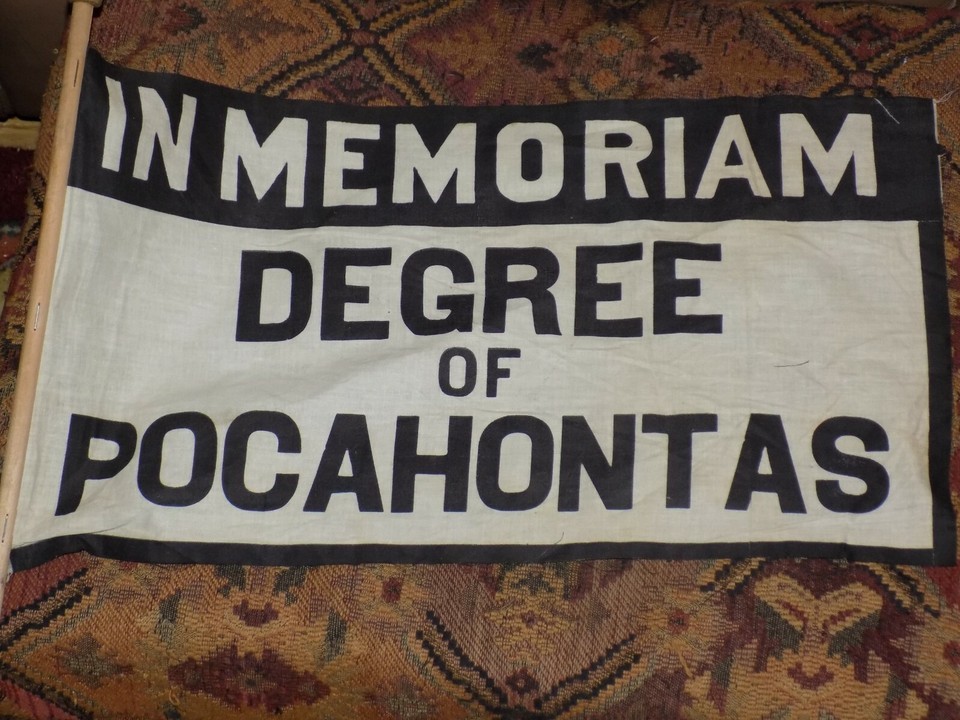 IN MEMORIAM
DEGREE
OF
POCAHONTAS